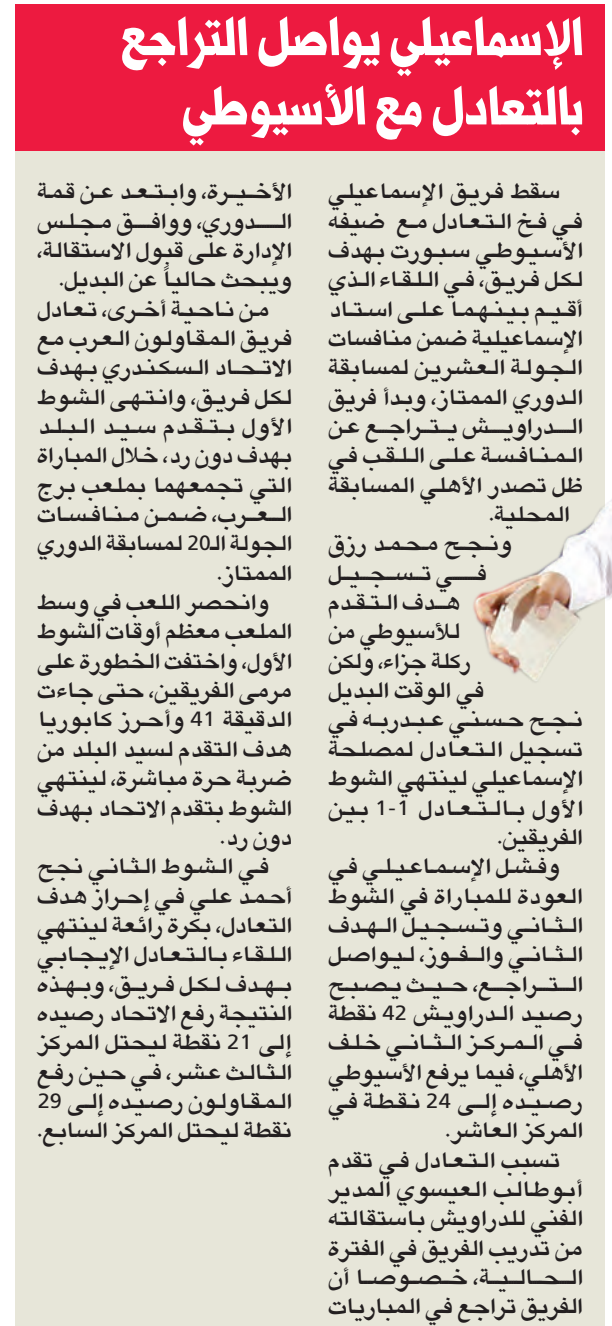 الإسماعيلي يواصل التراجع
بالتعادل مع الأسيوطي
سقط فريق الإسماعيلي
في فخ التعادل مع ضيفه
الأسيوطي سبورت بهدف
لكل فريق، في اللقاء الذي
أقيم بينهما على استاد
الإسماعيلية ضمن منافسات
الجولة العشرين لمسابقة
الدوري الممتاز، وبدأ فريق
الدراويش يتراجع عن
المنافسة على اللقب في
ظل تصدر الأهلي المسابقة
المحلية.
ونجح محمد رزق
في تسجيل
هدف التقدم
للأسيوطي من
ركلة جزاء، ولكن
في الوقت البديل
نجح حسني عبدربه في
تسجيل التعادل لمصلحة
الإسماعيلي لينتهي الشوط
الأول بالتعادل 1-1 بين
الفريقين.
وفشل الإسماعيلي في
العودة للمباراة في الشوط
الثاني وتسجيل الهدف
الثاني والفوز، ليواصل
التراجع، حيث يصبح
رصيد الدراويش 42 نقطة
في المركز الثاني خلف
الأهلي، فيما يرفع الأسيوطي
رصيده إلى 24 نقطة في
المركز العاشر.
تسبب التعادل في تقدم
أبوطالب العيسوي المدير
الفني للدراويش باستقالته
من تدريب الفريق في الفترة
الحالية، خصوصا أن
الفريق تراجع في المباريات
الأخيرة، وابتعد عن قمة
الدوري، ووافق مجلس
الإدارة على قبول الاستقالة،
ويبحث حالياً عن البديل.
من ناحية أخرى، تعادل
فريق المقاولون العرب مع
الاتحاد السكندري بهدف
لكل فريق، وانتهى الشوط
الأول بتقدم سيد البلد
بهدف دون رد، خلال المباراة
التي تجمعهما بملعب برج
العرب، ضمن منافسات
الجولة الـ20 لمسابقة الدوري
الممتاز.
وانحصر اللعب في وسط
الملعب معظم أوقات الشوط
الأول، واختفت الخطورة على
مرمى الفريقين، حتى جاءت
الدقيقة 41 وأحرز كابوريا
هدف التقدم لسيد البلد من
ضربة حرة مباشرة، لينتهي
الشوط بتقدم الاتحاد بهدف
دون رد.
في الشوط الثاني نجح
أحمد علي في إحراز هدف
التعادل، بكرة رائعة لينتهي
اللقاء بالتعادل الإيجابي
بهدف لكل فريق، وبهذه
النتيجة رفع الاتحاد رصيده
إلى 21 نقطة ليحتل المركز
الثالث عشر، في حين رفع
المقاولون رصيده إلى 29
نقطة ليحتل المركز السابع.